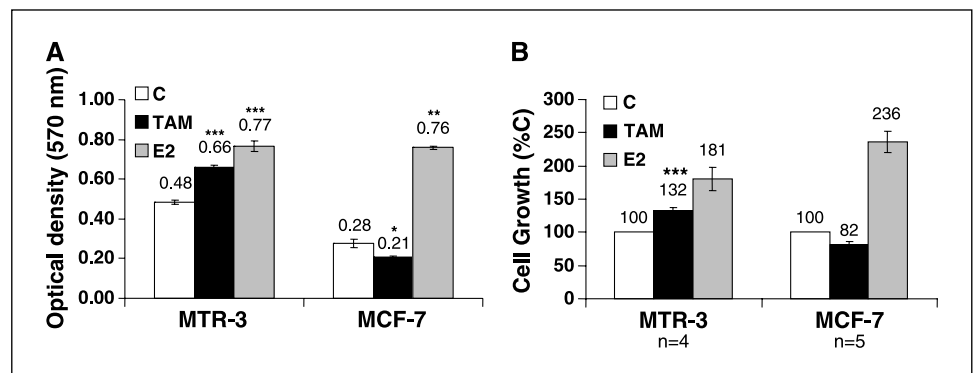 A
Optical density (570 nm)
1.00
0.80
0.60
0.40
0.20
0.00
C
TAM
E2
0.48
***
0.66
***
0.77
0.28
*
0.21
**
0.76
MTR-3
MCF-7
B
Cell Growth (%C)
300
250
200
150
100
50
0
C
TAM
E2
100
***
132
181
100
82
236
MTR-3
n=4
MCF-7
n=5